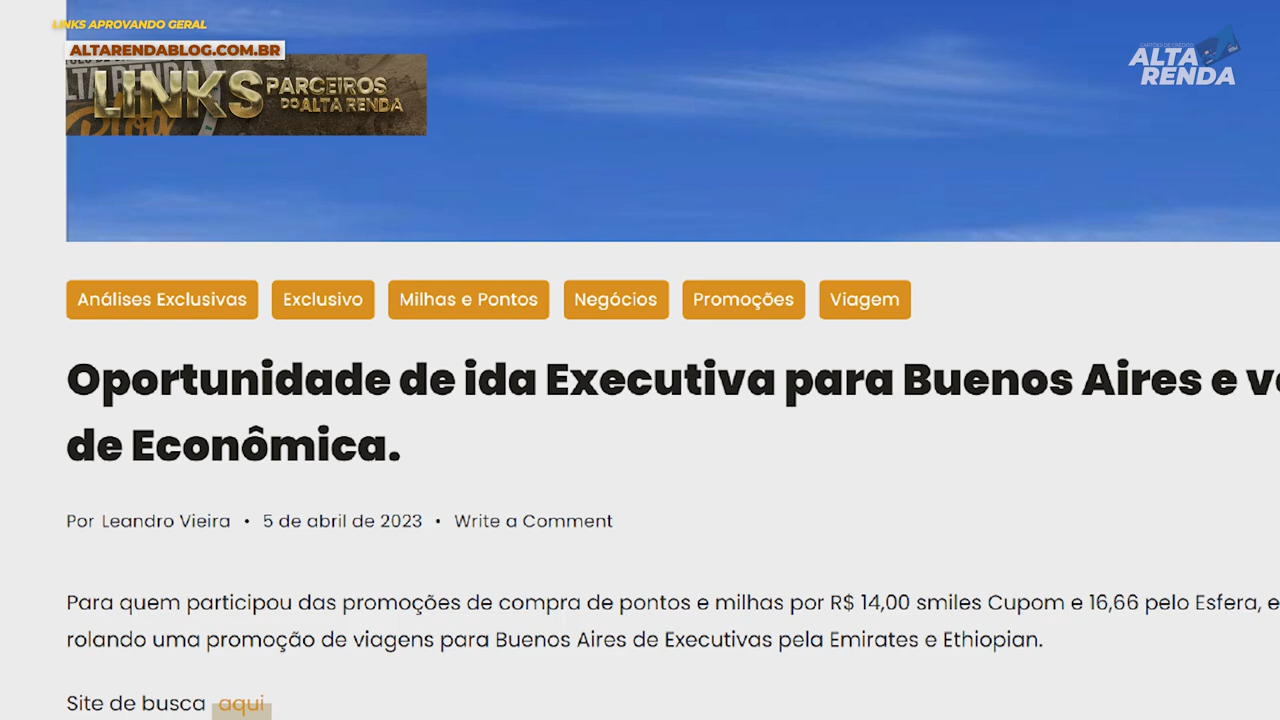 LINKS APROVANDO GERAL
ALTARENDABLOG.COM.BR
LINKS PARCEIROS
DO ALTA RENDA
Blog
ALTA
RENDA
Análises Exclusivas Exclusivo Milhas e Pontos Negócios Promoções Viagem
Oportunidade de ida Executiva para Buenos Aires e
de Econômica.
Por Leandro Vieira • 5 de abril de 2023 • Write a Comment
Para quem participou das promoções de compra de pontos e milhas por R$ 14,00 smiles Cupom e 16,66 pelo Esfera,
rolando uma promoção de viagens para Buenos Aires de Executivas pela Emirates e Ethiopian.
Site de busca aqui